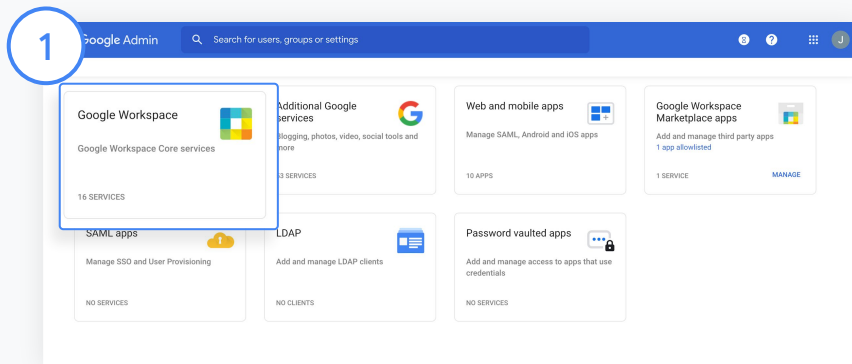 1
Google Admin
Search for users, groups or settings
?
J
Google Workspace
Google Workspace Core services
16 SERVICES
Additional Google
services
Blogging, photos, video, social tools and
more
53 SERVICES
Web and mobile apps
Manage SAML, Android and iOS apps
10 APPS
Google Workspace
Marketplace apps
Add and manage third party apps
1 app allowlisted
1 SERVICE
MANAGE
SAML apps
Manage SSO and User Provisioning
NO SERVICES
LDAP
Add and manage LDAP clients
NO CLIENTS
Password vaulted apps
Add and manage access to apps that use
credentials
NO SERVICES